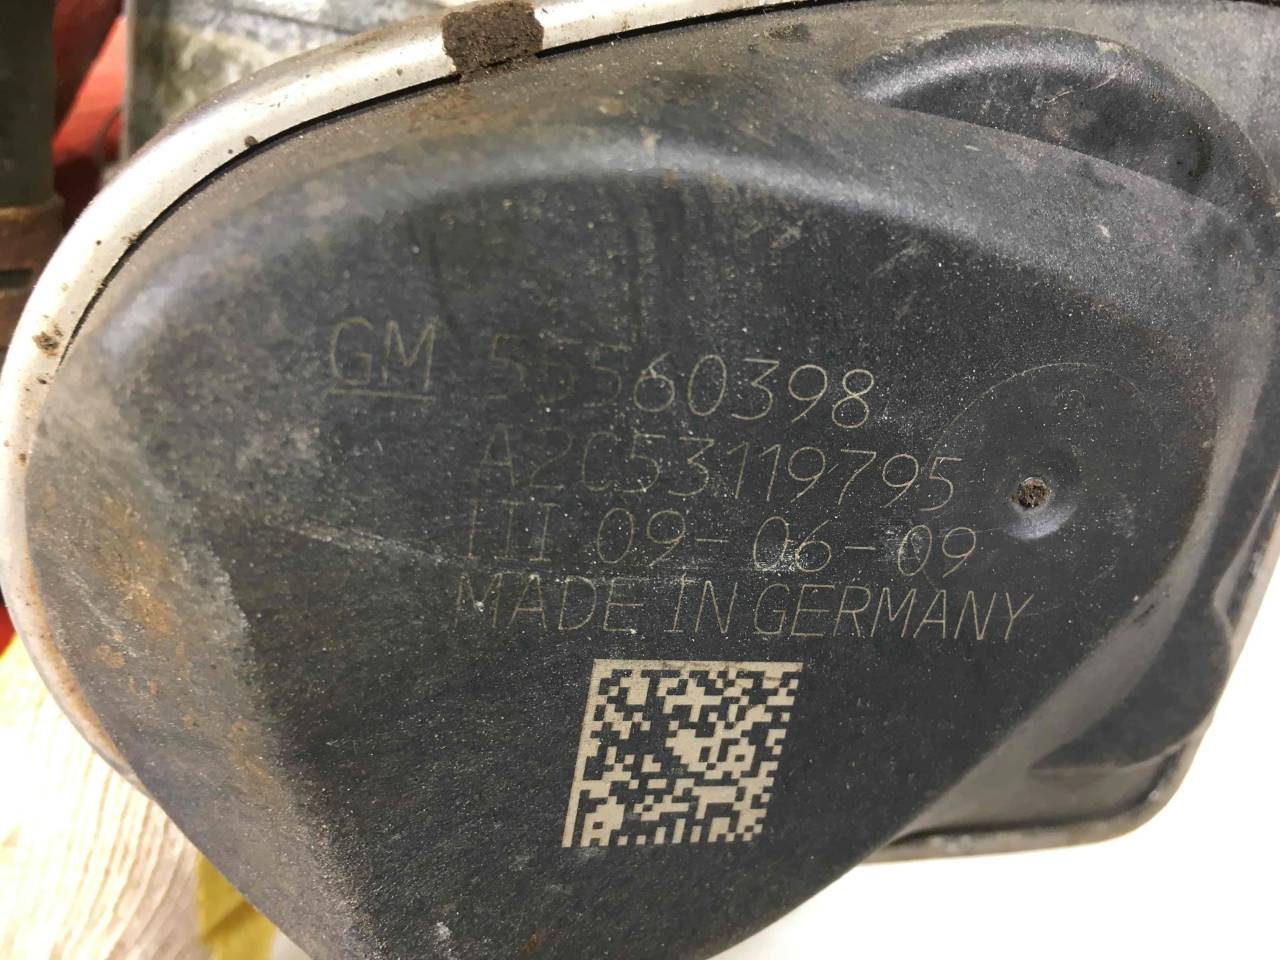 GM 55560398
A2C53119795
III 09-06-09
MADE IN GERMANY